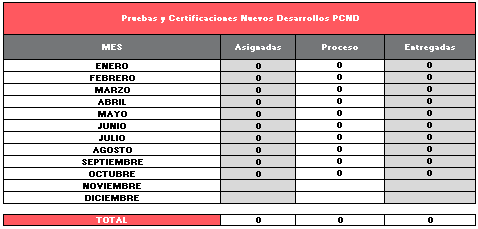 Pruebas y Certificaciones Nuevos Desarrollos PCND
MES Asignadas Proceso Entregadas
ENERO 0 0 0
FEBRERO 0 0 0
MARZO 0 0 0
ABRIL 0 0 0
MAYO 0 0 0
JUNIO 0 0 0
JULIO 0 0 0
AGOSTO 0 0 0
SEPTIEMBRE 0 0 0
OCTUBRE 0 0 0
NOVIEMBRE
DICIEMBRE
TOTAL 0 0 0